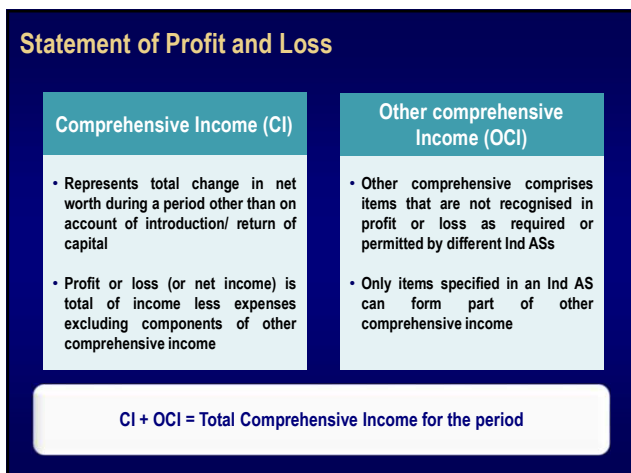 Statement of Profit and Loss
Comprehensive Income (CI)
• Represents total change in net
worth during a period other than on
account of introduction/ return of
capital
• Profit or loss (or net income) is
total of income less expenses
excluding components of other
comprehensive income
Other comprehensive
Income (OCI)
• Other comprehensive comprises
items that are not recognised in
profit or loss as required or
permitted by different Ind ASs
• Only items specified in an Ind AS
can form part of other
comprehensive income
CI + OCI = Total Comprehensive Income for the period